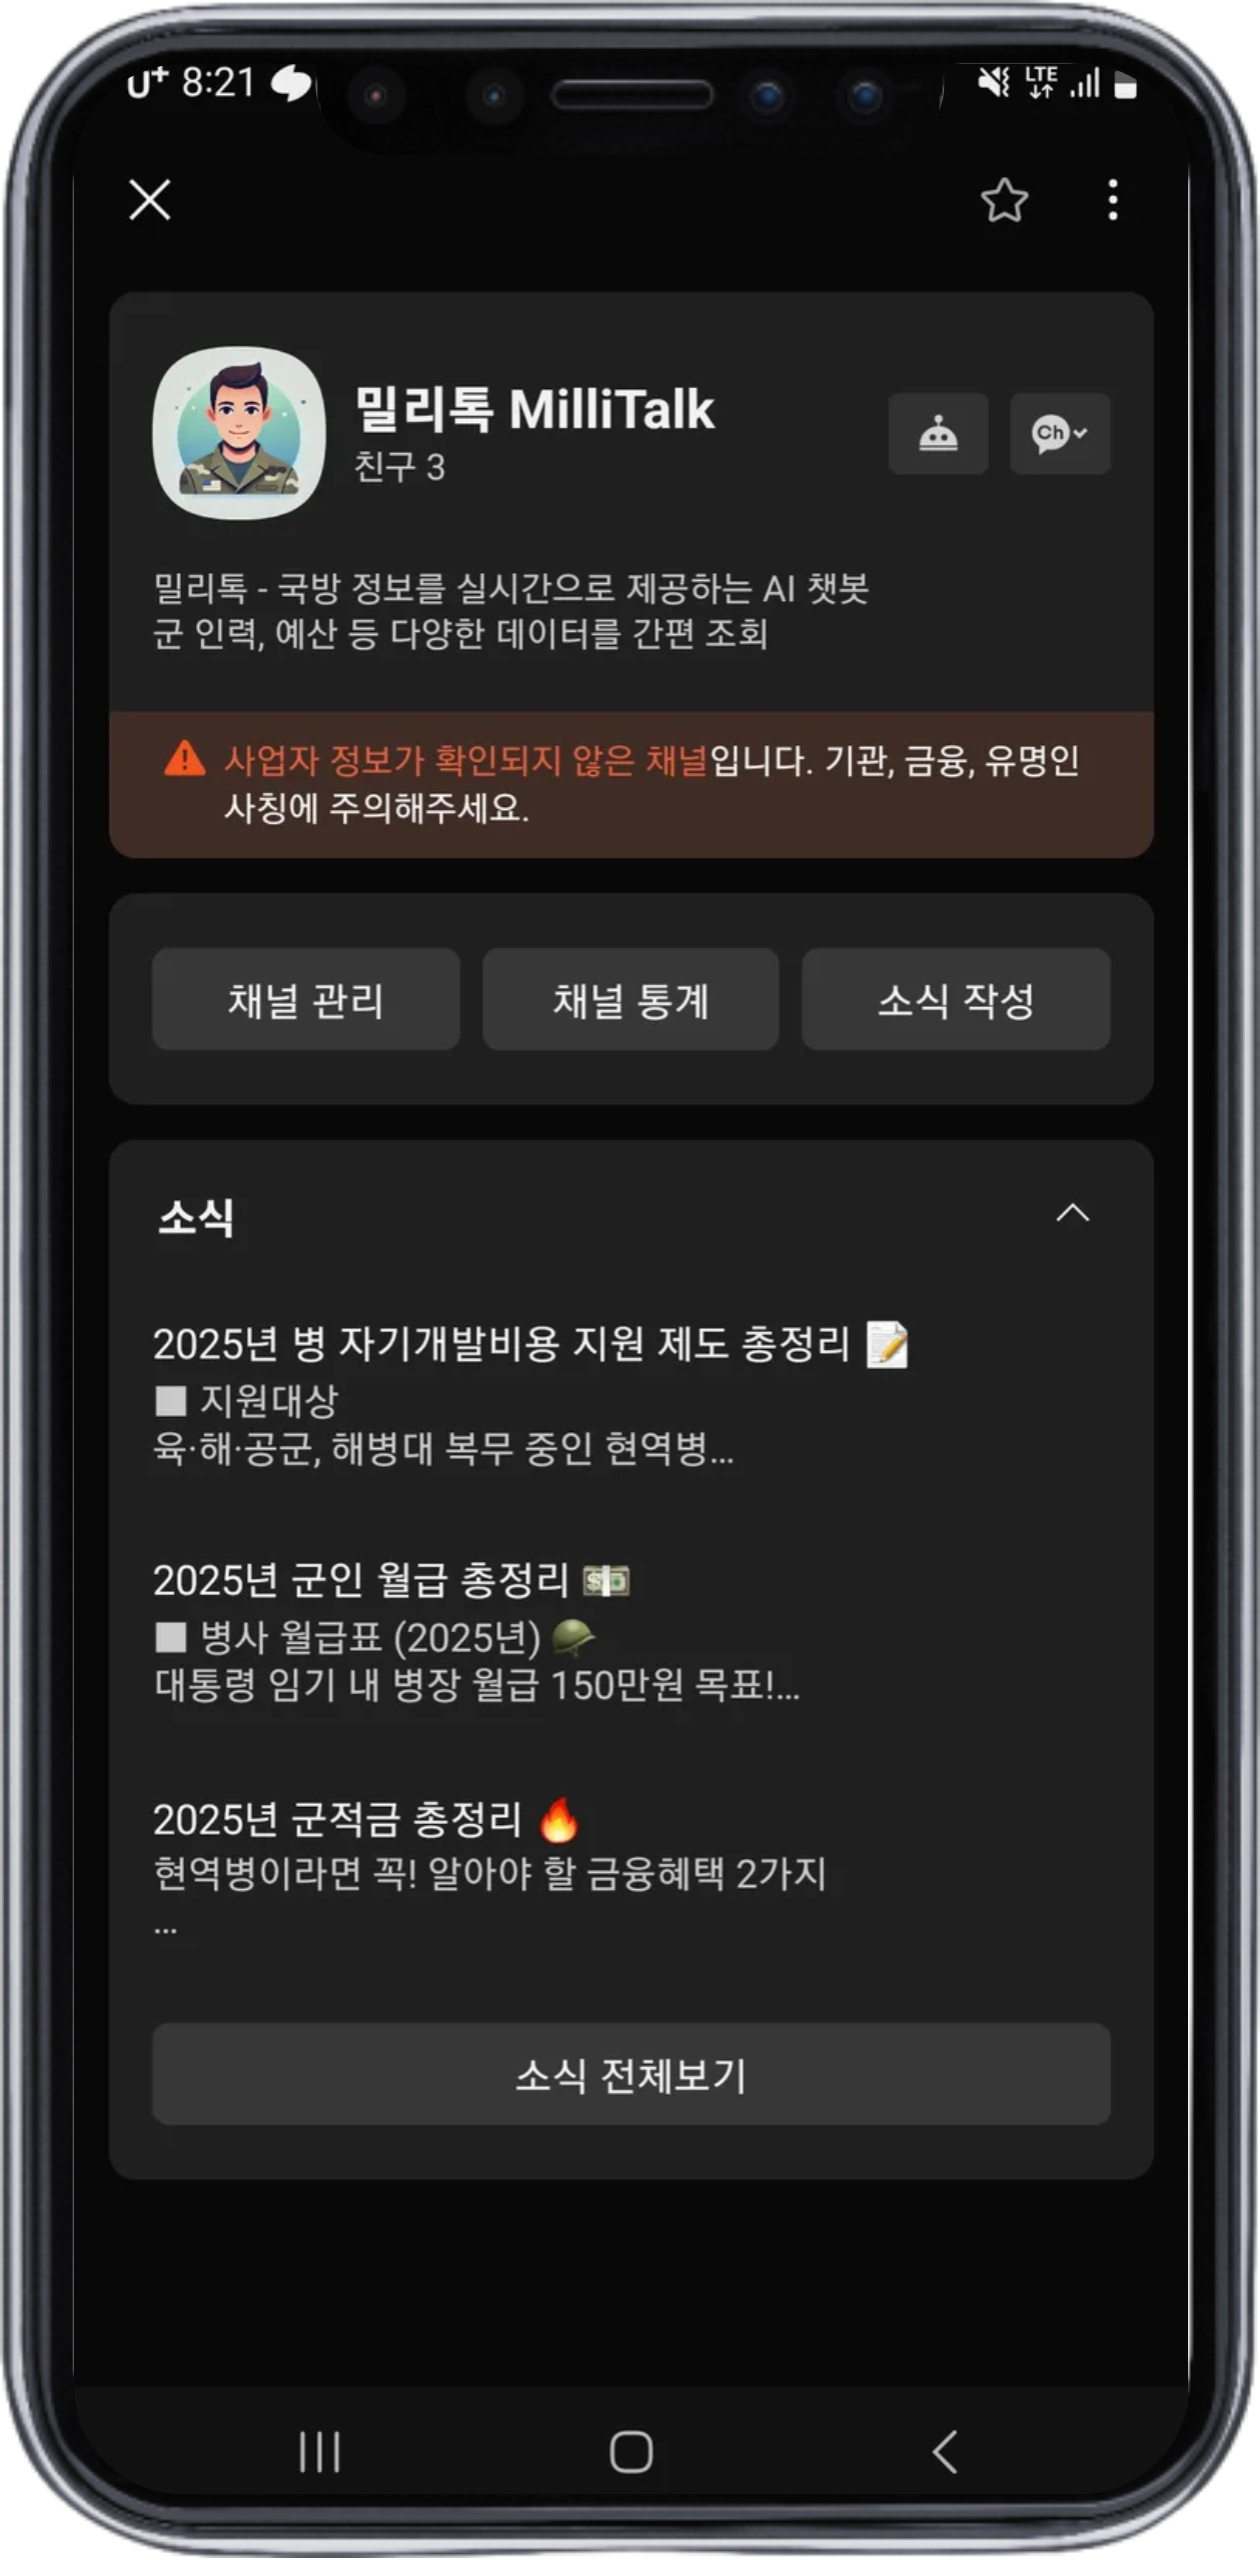 U+ 8:21
LTE
밀리톡 MilliTalk
친구 3
Ch
밀리톡 - 국방 정보를 실시간으로 제공하는 AI 챗봇
군 인력, 예산 등 다양한 데이터를 간편 조회
사업자 정보가 확인되지 않은 채널입니다. 기관, 금융, 유명인
사칭에 주의해주세요.
채널 관리
채널 통계
소식 작성
소식
2025년 병 자기개발비용 지원 제도 총정리 📝
■ 지원대상
육·해·공군, 해병대 복무 중인 현역병...
2025년 군인 월급 총정리 💵
■ 병사 월급표 (2025년) 🪖
대통령 임기 내 병장 월급 150만원 목표!...
2025년 군적금 총정리 🔥
현역병이라면 꼭! 알아야 할 금융혜택 2가지
...
소식 전체보기